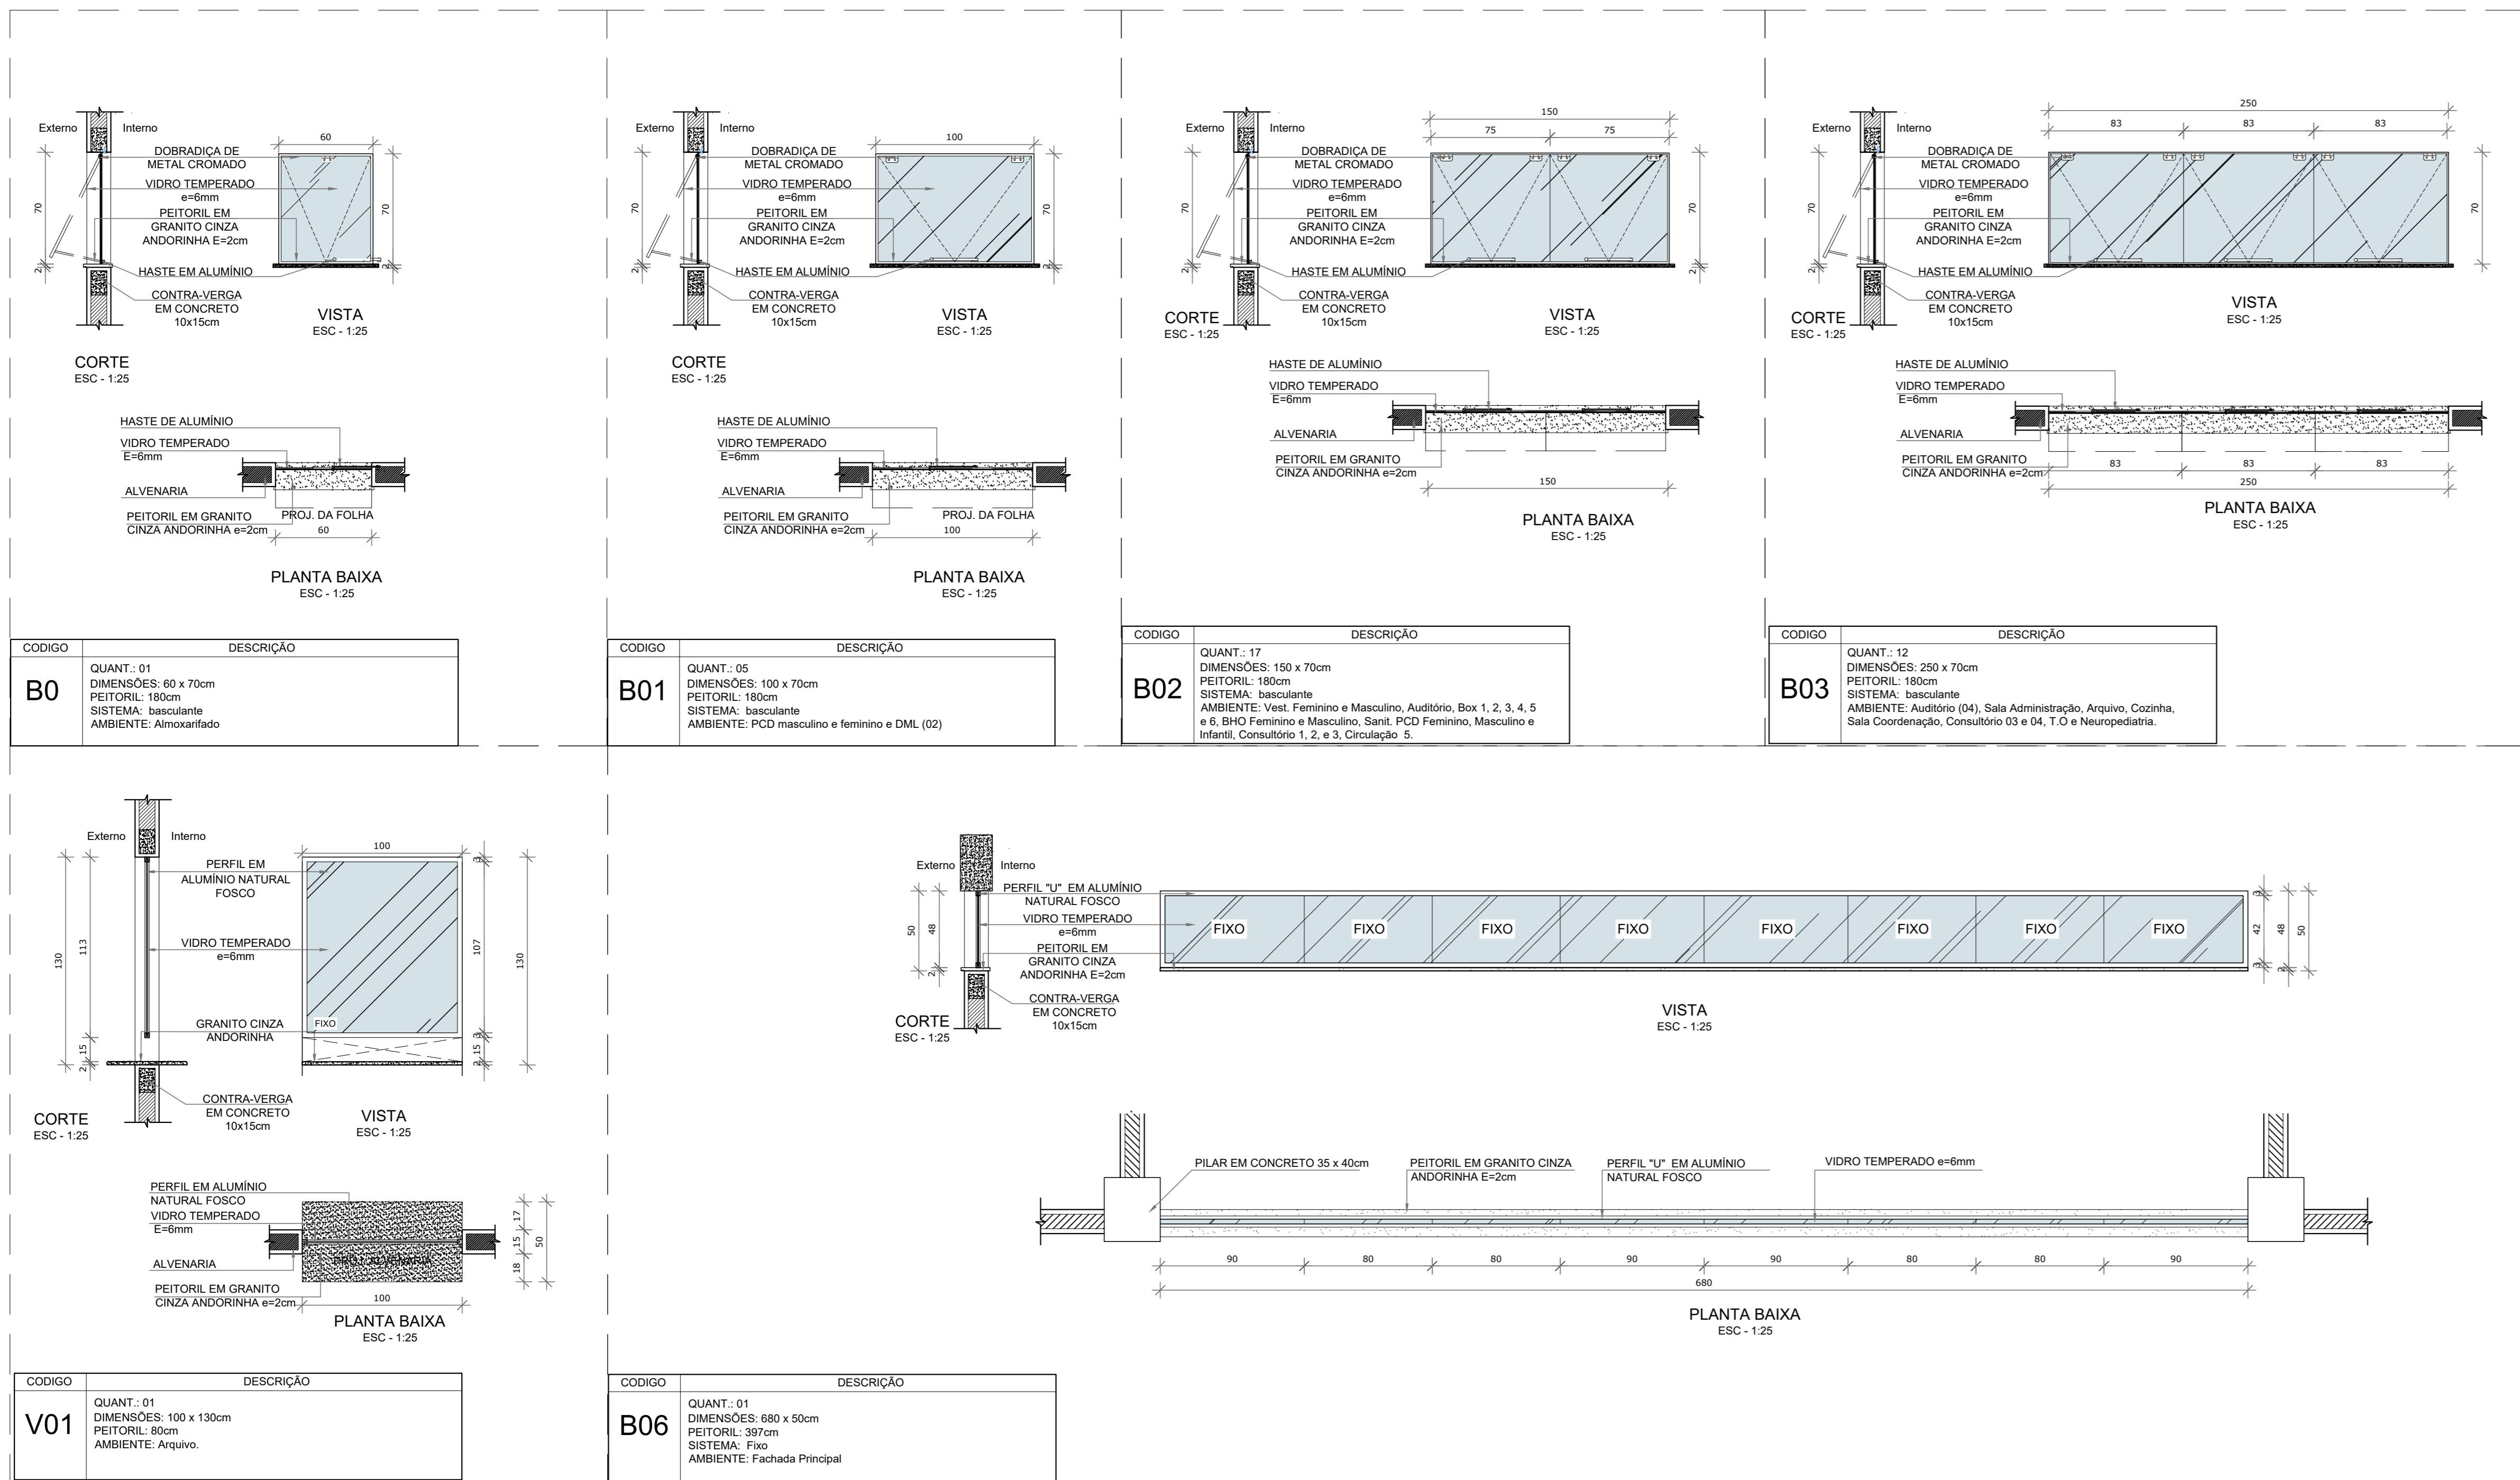 Externo
Interno
DOBRADIÇA DE
METAL CROMADO
VIDRO TEMPERADO
e=6mm
PEITORIL EM
GRANITO CINZA
ANDORINHA E=2cm
HASTE EM ALUMÍNIO
CONTRA-VERGA
EM CONCRETO
10x15cm
70
2
60
70
2
VISTA
ESC - 1:25
CORTE
ESC - 1:25
HASTE DE ALUMÍNIO
VIDRO TEMPERADO
E=6mm
ALVENARIA
PEITORIL EM GRANITO
CINZA ANDORINHA e=2cm
PROJ. DA FOLHA
60
PLANTA BAIXA
ESC - 1:25
CODIGO
DESCRIÇÃO
B0
QUANT.: 01
DIMENSÕES: 60 x 70cm
PEITORIL: 180cm
SISTEMA: basculante
AMBIENTE: Almoxarifado
Externo
Interno
DOBRADIÇA DE
METAL CROMADO
VIDRO TEMPERADO
e=6mm
PEITORIL EM
GRANITO CINZA
ANDORINHA E=2cm
HASTE EM ALUMÍNIO
CONTRA-VERGA
EM CONCRETO
10x15cm
70
2
100
70
2
VISTA
ESC - 1:25
CORTE
ESC - 1:25
HASTE DE ALUMÍNIO
VIDRO TEMPERADO
E=6mm
ALVENARIA
PEITORIL EM GRANITO
CINZA ANDORINHA e=2cm
PROJ. DA FOLHA
100
PLANTA BAIXA
ESC - 1:25
CODIGO
DESCRIÇÃO
B01
QUANT.: 05
DIMENSÕES: 100 x 70cm
PEITORIL: 180cm
SISTEMA: basculante
AMBIENTE: PCD masculino e feminino e DML (02)
Externo
Interno
DOBRADIÇA DE
METAL CROMADO
VIDRO TEMPERADO
e=6mm
PEITORIL EM
GRANITO CINZA
ANDORINHA E=2cm
HASTE EM ALUMÍNIO
CONTRA-VERGA
EM CONCRETO
10x15cm
70
2
150
75
75
70
2
VISTA
ESC - 1:25
CORTE
ESC - 1:25
HASTE DE ALUMÍNIO
VIDRO TEMPERADO
E=6mm
ALVENARIA
PEITORIL EM GRANITO
CINZA ANDORINHA e=2cm
150
PLANTA BAIXA
ESC - 1:25
CODIGO
DESCRIÇÃO
B02
QUANT.: 17
DIMENSÕES: 150 x 70cm
PEITORIL: 180cm
SISTEMA: basculante
AMBIENTE: Vest. Feminino e Masculino, Auditório, Box 1, 2, 3, 4, 5
e 6, BHO Feminino e Masculino, Sanit. PCD Feminino, Masculino e
Infantil, Consultório 1, 2, e 3, Circulação 5.
Externo
Interno
DOBRADIÇA DE
METAL CROMADO
VIDRO TEMPERADO
e=6mm
PEITORIL EM
GRANITO CINZA
ANDORINHA E=2cm
HASTE EM ALUMÍNIO
CONTRA-VERGA
EM CONCRETO
10x15cm
70
2
250
83
83
83
70
VISTA
ESC - 1:25
CORTE
ESC - 1:25
HASTE DE ALUMÍNIO
VIDRO TEMPERADO
E=6mm
ALVENARIA
PEITORIL EM GRANITO
CINZA ANDORINHA e=2cm
83
83
83
250
PLANTA BAIXA
ESC - 1:25
CODIGO
DESCRIÇÃO
B03
QUANT.: 12
DIMENSÕES: 250 x 70cm
PEITORIL: 180cm
SISTEMA: basculante
AMBIENTE: Auditório (04), Sala Administração, Arquivo, Cozinha,
Sala Coordenação, Consultório 03 e 04, T.O e Neuropediatria.
Externo
Interno
PERFIL EM
ALUMÍNIO NATURAL
FOSCO
VIDRO TEMPERADO
e=6mm
GRANITO CINZA
ANDORINHA
CONTRA-VERGA
EM CONCRETO
10x15cm
130
113
15
2
100
FIXO
3
107
3
15
2
130
CORTE
ESC - 1:25
VISTA
ESC - 1:25
PERFIL EM ALUMÍNIO
NATURAL FOSCO
VIDRO TEMPERADO
E=6mm
ALVENARIA
PEITORIL EM GRANITO
CINZA ANDORINHA e=2cm
17
15
18
50
100
PLANTA BAIXA
ESC - 1:25
CODIGO
DESCRIÇÃO
V01
QUANT.: 01
DIMENSÕES: 100 x 130cm
PEITORIL: 80cm
AMBIENTE: Arquivo.
Externo
Interno
PERFIL "U" EM ALUMÍNIO
NATURAL FOSCO
VIDRO TEMPERADO
e=6mm
PEITORIL EM
GRANITO CINZA
ANDORINHA E=2cm
CONTRA-VERGA
EM CONCRETO
10x15cm
50
48
2
FIXO
FIXO
FIXO
FIXO
FIXO
FIXO
FIXO
FIXO
3
42
3
48
2
50
CORTE
ESC - 1:25
VISTA
ESC - 1:25
PILAR EM CONCRETO 35 x 40cm
PEITORIL EM GRANITO CINZA
ANDORINHA E=2cm
PERFIL "U" EM ALUMÍNIO
NATURAL FOSCO
VIDRO TEMPERADO e=6mm
90
80
80
90
90
80
80
90
680
PLANTA BAIXA
ESC - 1:25
CODIGO
DESCRIÇÃO
B06
QUANT.: 01
DIMENSÕES: 680 x 50cm
PEITORIL: 397cm
SISTEMA: Fixo
AMBIENTE: Fachada Principal